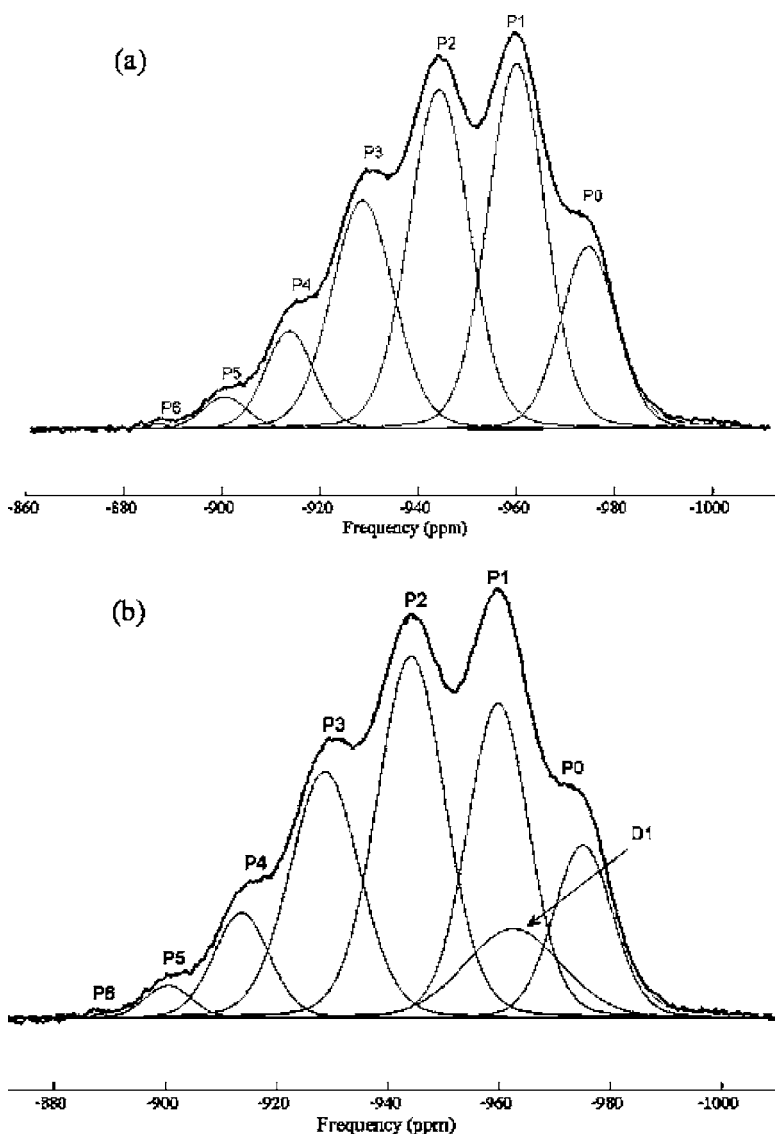 (a)
P2
P1
P3
P0
P4
P5
P6
-860 -880 -900 -920 -940 -960 -980 -1000
Frequency (ppm)
(b)
P1
P2
P3
P0
D1
P4
P5
P6
-880 -900 -920 -940 -960 -980 -1000
Frequency (ppm)